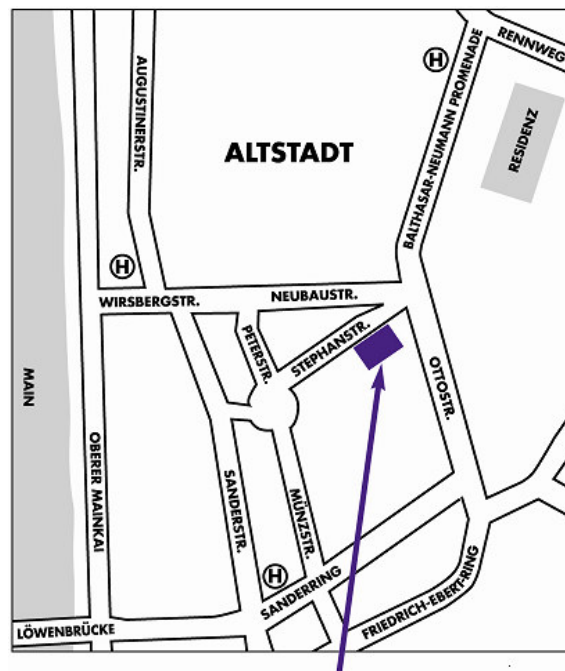 RENNWEG
H
AUGUSTINERSTR.
BALTHASAR-NEUMANN PROMENADE
RESIDENZ
ALTSTADT
H
WIRSBERGSTR.
NEUBAUSTR.
PETERSTR.
STEPHANSTR.
MAIN
OTTOSTR.
OBERER MAINKAI
SANDERSTR.
MÜNZSTR.
H
SANDERRING
FRIEDRICH-EBERT-RING
LÖWENBRÜCKE